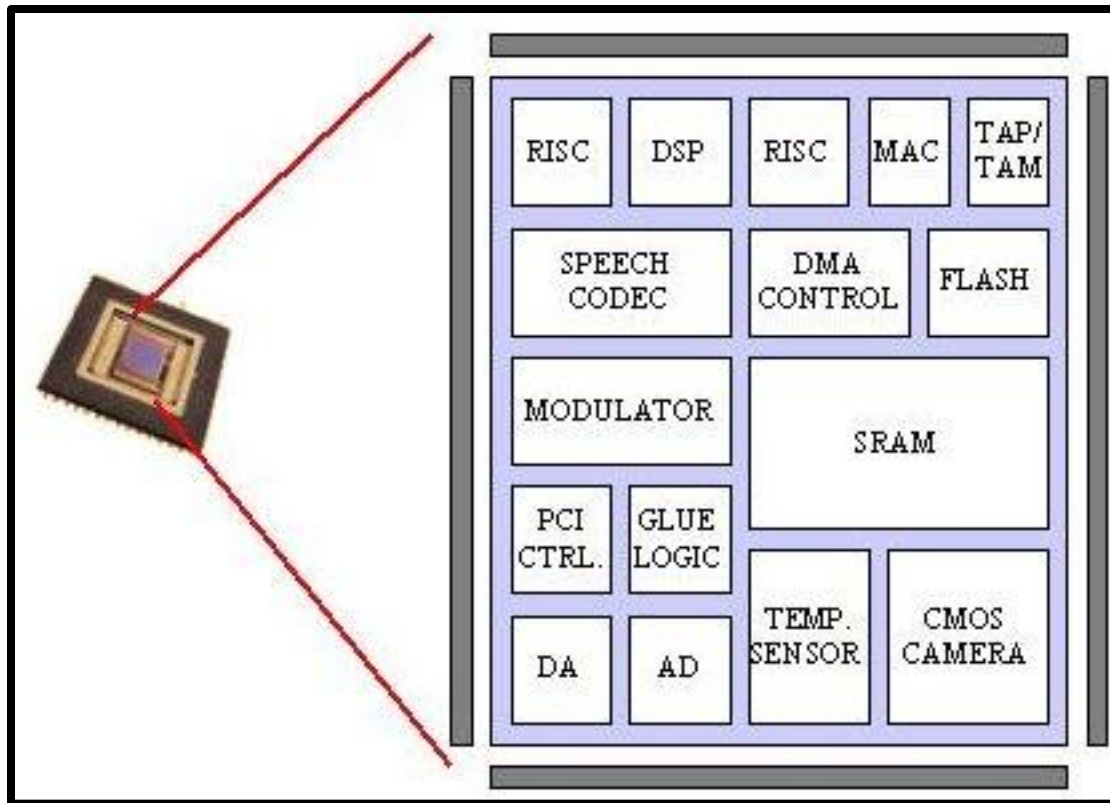 RISC
DSP
RISC
MAC
TAP/
TAM
SPEECH
CODEC
DMA
CONTROL
FLASH
MODULATOR
SRAM
PCI
CTRL.
GLUE
LOGIC
TEMP.
SENSOR
CMOS
CAMERA
DA
AD